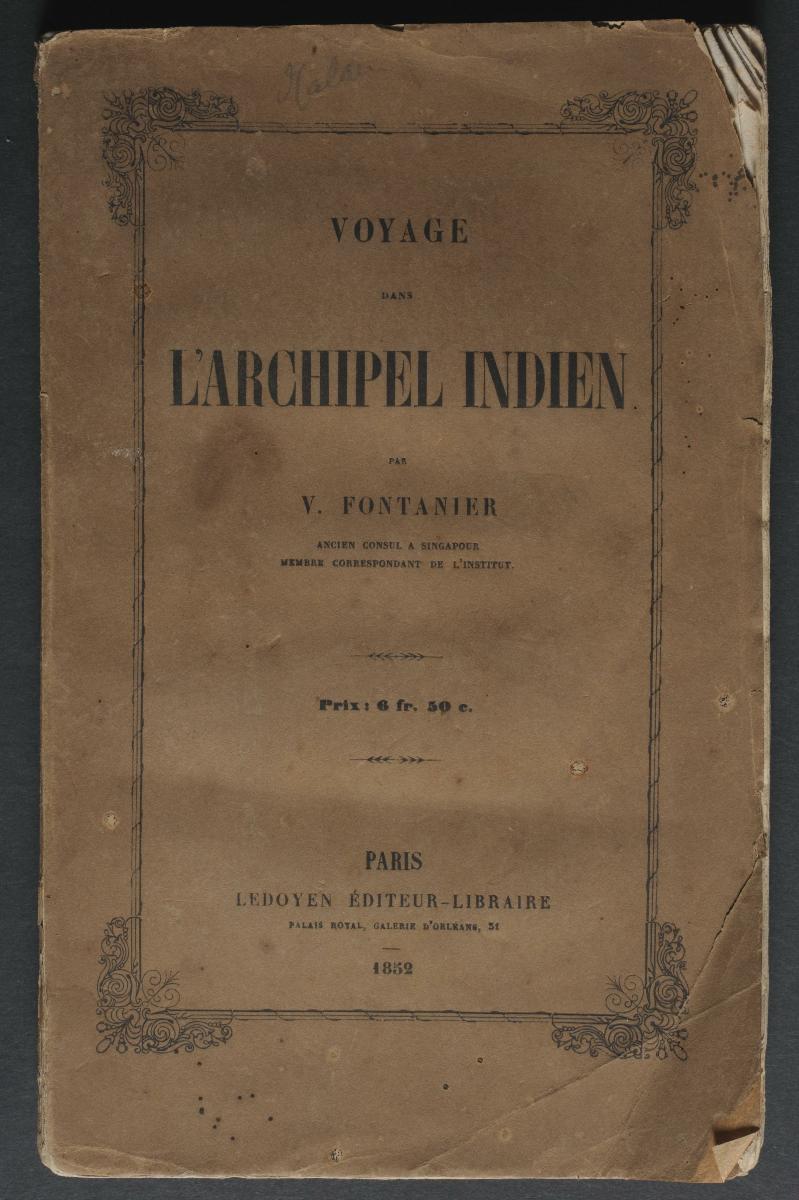 VOYAGE
DANS
L'ARCHIPEL INDIEN
PAR
V. FONTANIER
ANCIEN CONSUL A SINGAPOUR
MEMBRE CORRESPONDANT DE L'INSTITUT.
Prix : 6 fr. 50 c.
PARIS
LEDOYEN ÉDITEUR-LIBRAIRE
PALAIS ROYAL, GALERIE D'ORLÉANS, 31
1852